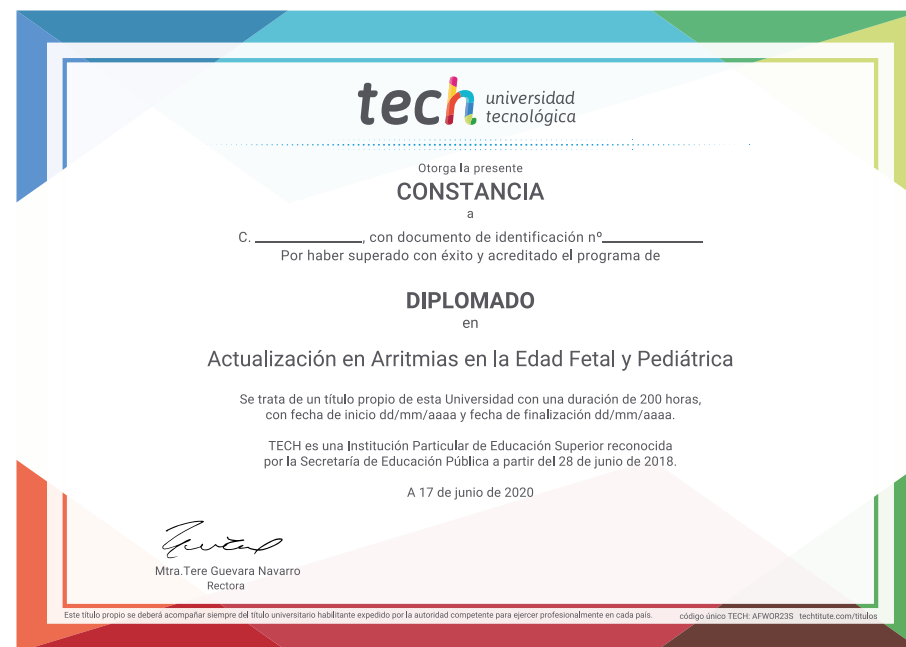 tech universidad
tecnológica
Otorga la presente
CONSTANCIA
a
C. ____________, con documento de identificación nº____________
Por haber superado con éxito y acreditado el programa de
DIPLOMADO
en
Actualización en Arritmias en la Edad Fetal y Pediátrica
Se trata de un título propio de esta Universidad con una duración de 200 horas,
con fecha de inicio dd/mm/aaaa y fecha de finalización dd/mm/aaaa.
TECH es una Institución Particular de Educación Superior reconocida
por la Secretaría de Educación Pública a partir del 28 de junio de 2018.
A 17 de junio de 2020
Mtra.Tere Guevara Navarro
Rectora
Este título propio se deberá acompañar siempre del título universitario habilitante expedido por la autoridad competente para ejercer profesionalmente en cada país. código único TECH: AFWOR23S techtitute.com/titulos